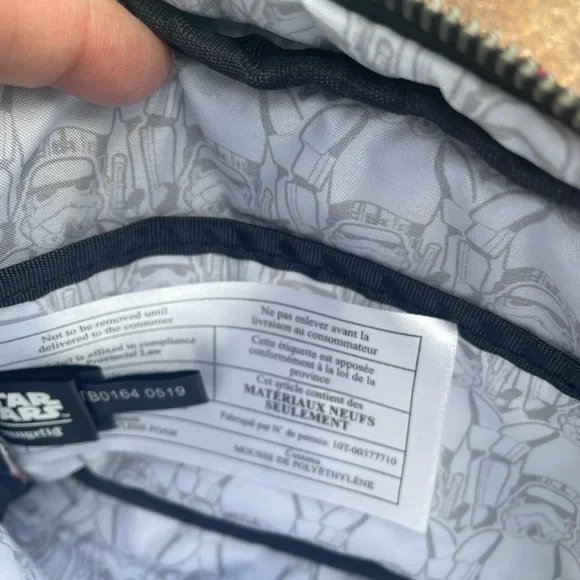 Not to be removed until
delivered to the consumer
is affixed in compliance
Provincial Law
STAR
WARS
TB0164 0519
Ne pas enlever avant la
livraison au consommateur
Cette étiquette est apposée
conformément à la loi de la
province
Cet article contient des
MATÉRIAUX NEUFS
SEULEMENT
Fabriqué par N° de permis: 10T-00377710
Contenu
MOUSSE DE POLYÉTHYLÈNE